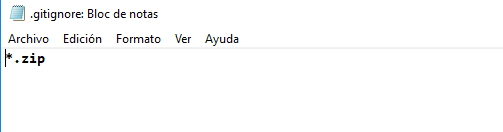 .gitignore: Bloc de notas
Archivo Edición Formato Ver Ayuda
*.zip